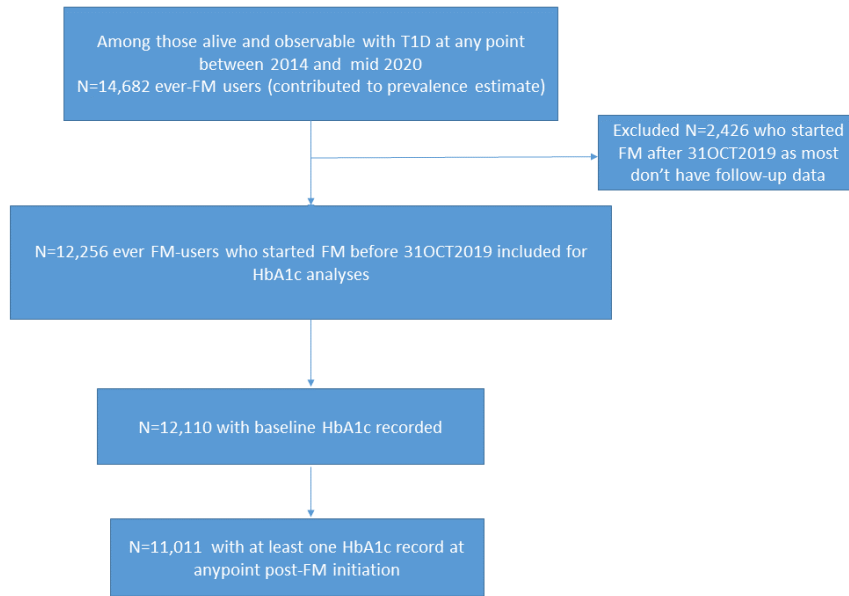 Among those alive and observable with T1D at any point
between 2014 and mid 2020
N=14,682 ever-FM users (contributed to prevalence estimate)
Excluded N=2,426 who started
FM after 31OCT2019 as most
don't have follow-up data
N=12,256 ever FM-users who started FM before 31OCT2019 included for
HbA1c analyses
N=12,110 with baseline HbA1c recorded
N=11,011 with at least one HbA1c record at
anypoint post-FM initiation